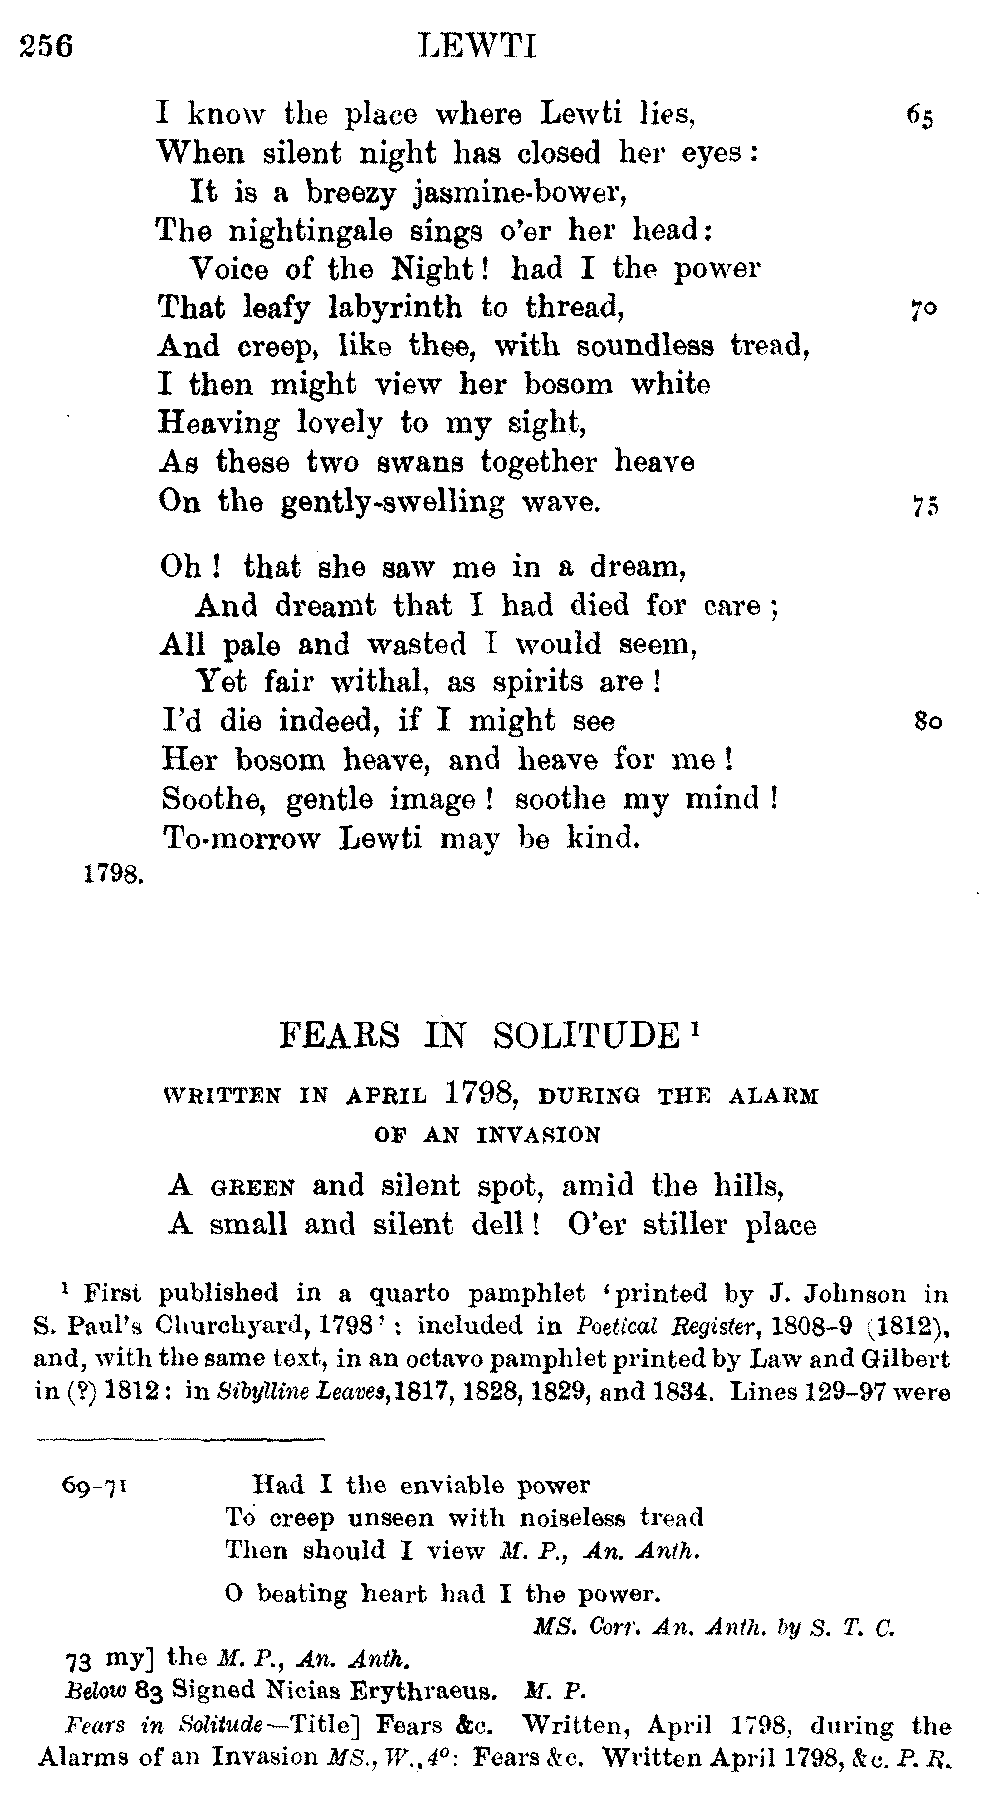 256 LEWTI
I know the place where Lewti lies, 65
When silent night has closed her eyes :
It is a breezy jasmine-bower,
The nightingale sings o'er her head :
Voice of the Night ! had I the power
That leafy labyrinth to thread, 70
And creep, like thee, with soundless tread,
I then might view her bosom white
Heaving lovely to my sight,
As these two swans together heave
On the gently-swelling wave. 75
Oh ! that she saw me in a dream,
And dreamt that I had died for care ;
All pale and wasted I would seem,
Yet fair withal, as spirits are !
I'd die indeed, if I might see 80
Her bosom heave, and heave for me !
Soothe, gentle image ! soothe my mind !
To-morrow Lewti may be kind.
1798.
FEARS IN SOLITUDE ¹
WRITTEN IN APRIL 1798, DURING THE ALARM
OF AN INVASION
A GREEN and silent spot, amid the hills,
A small and silent dell ! O'er stiller place
¹ First published in a quarto pamphlet 'printed by J. Johnson in
S. Paul's Churchyard, 1798' : included in Poetical Register, 1808–9 (1812),
and, with the same text, in an octavo pamphlet printed by Law and Gilbert
in (?) 1812 : in Sibylline Leaves, 1817, 1828, 1829, and 1834. Lines 129–97 were
69–71 Had I the enviable power
To creep unseen with noiseless tread
Then should I view M. P., An. Anth.
O beating heart had I the power.
MS. Corr. An. Anth. by S. T. C.
73 my] the M. P., An. Anth.
Below 83 Signed Nicias Erythraeus. M. P.
Fears in Solitude—Title] Fears &c. Written, April 1798, during the
Alarms of an Invasion MS., W., 4º: Fears &c. Written April 1798, &c. P. R.